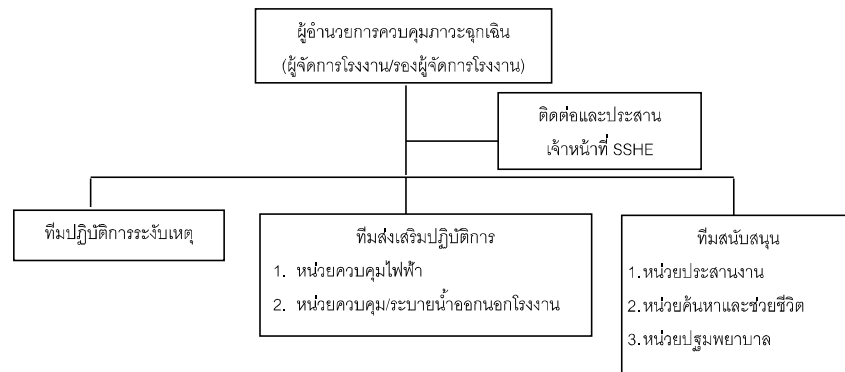 ผู้อำนวยการควบคุมภาวะฉุกเฉิน
(ผู้จัดการโรงงาน/รองผู้จัดการโรงงาน)
ติดต่อและประสาน
เจ้าหน้าที่ SSHE
ทีมปฏิบัติการระงับเหตุ
ทีมส่งเสริมปฏิบัติการ
1. หน่วยควบคุมไฟฟ้า
2. หน่วยควบคุม/ระบายน้ำออกนอกโรงงาน
ทีมสนับสนุน
1.หน่วยประสานงาน
2.หน่วยค้นหาและช่วยชีวิต
3.หน่วยปฐมพยาบาล